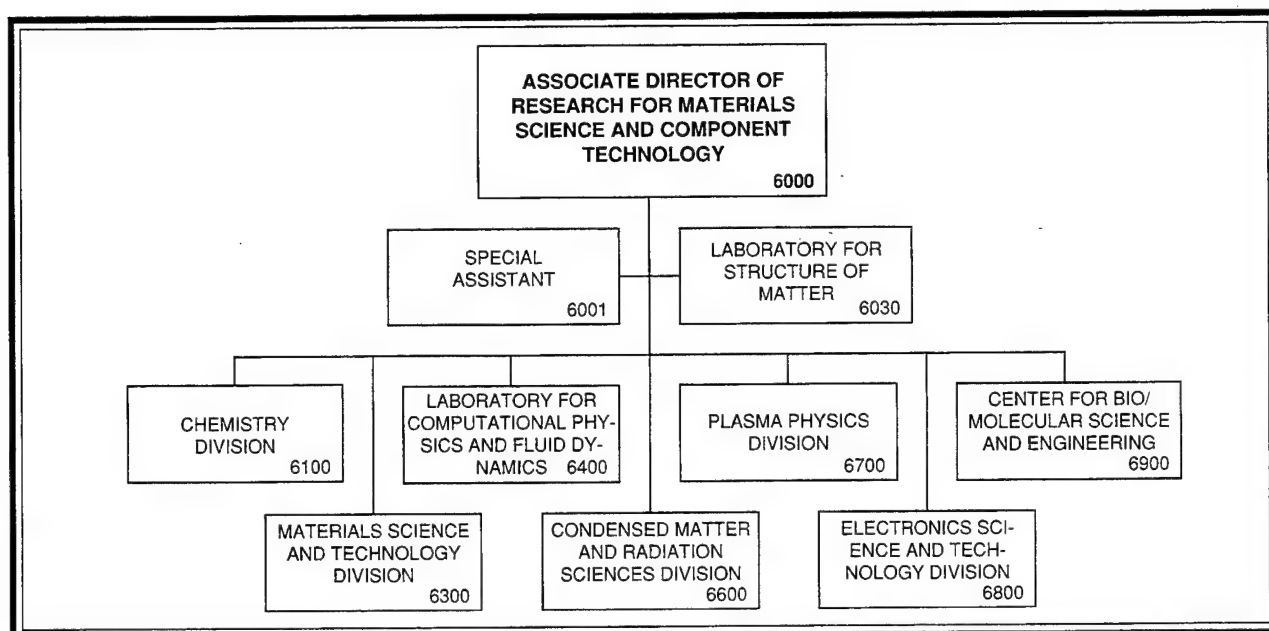 ASSOCIATE DIRECTOR OF
RESEARCH FOR MATERIALS
SCIENCE AND COMPONENT
TECHNOLOGY
6000
SPECIAL
ASSISTANT
6001
LABORATORY FOR
STRUCTURE OF
MATTER
6030
CHEMISTRY
DIVISION
6100
LABORATORY FOR
COMPUTATIONAL PHY-
SICS AND FLUID DY-
NAMICS
6400
PLASMA PHYSICS
DIVISION
6700
CENTER FOR BIO/
MOLECULAR SCIENCE
AND ENGINEERING
6900
MATERIALS SCIENCE
AND TECHNOLOGY
DIVISION
6300
CONDENSED MATTER
AND RADIATION
SCIENCES DIVISION
6600
ELECTRONICS SCI-
ENCE AND TECH-
NOLOGY DIVISION
6800